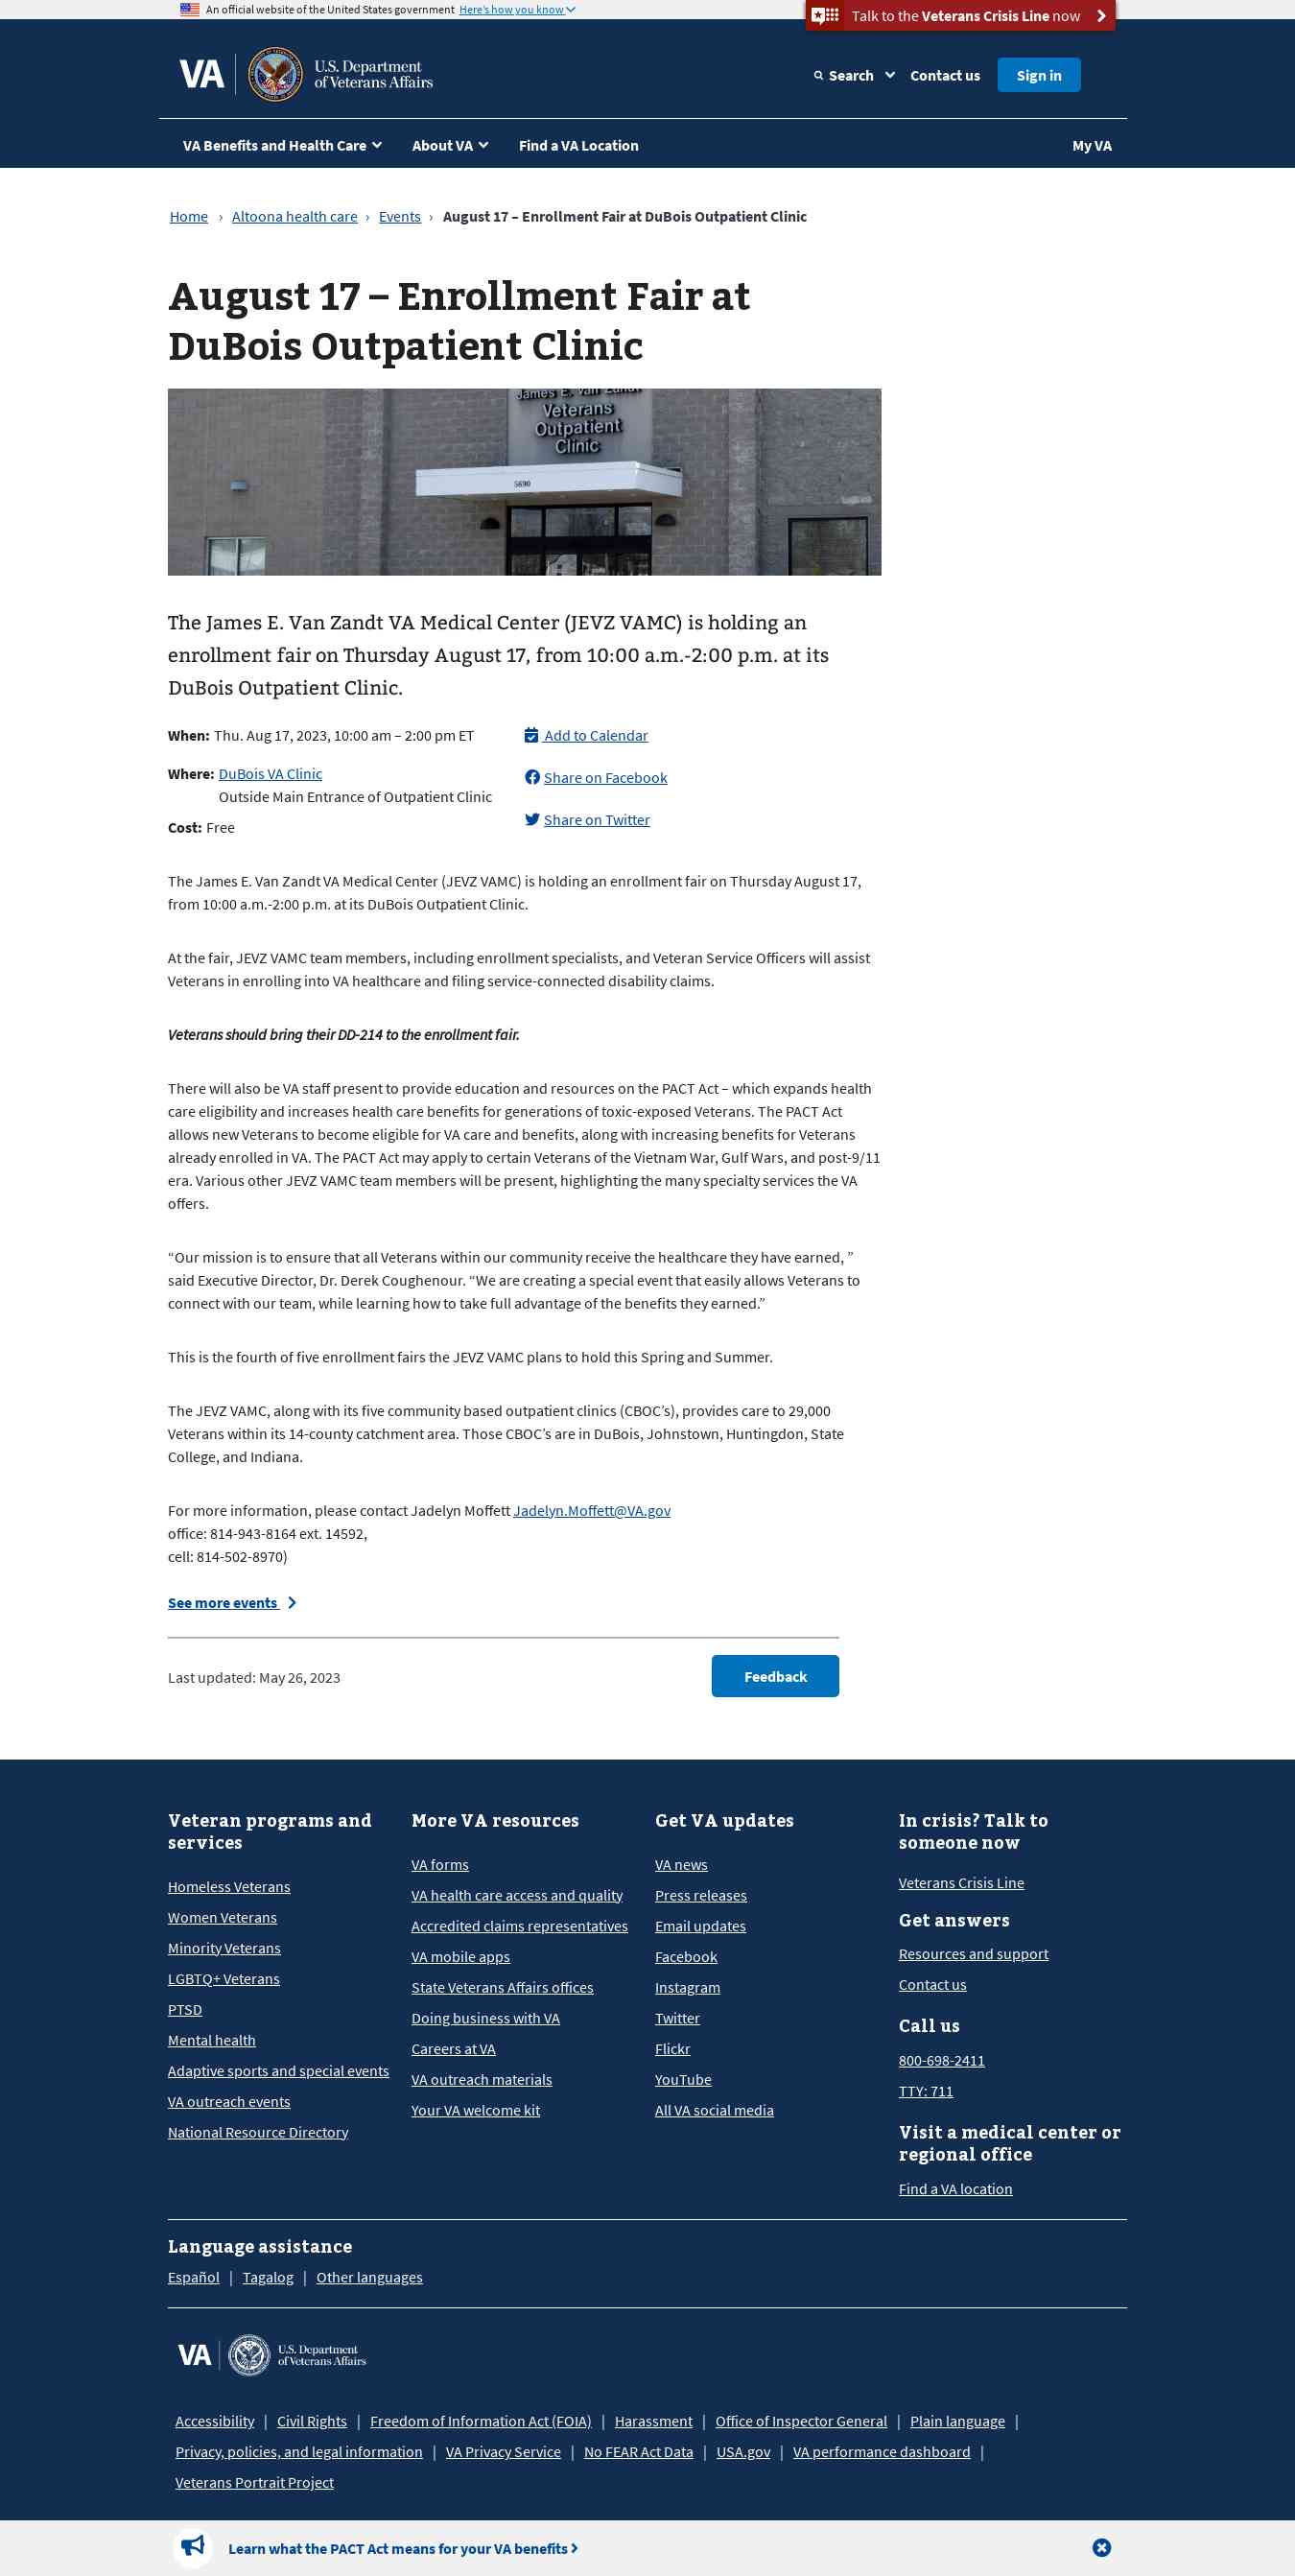 An official website of the United States government Here's how you know
Talk to the Veterans Crisis Line now
VA
U.S. Department
of Veterans Affairs
Search
Contact us
Sign in
VA Benefits and Health Care
About VA
Find a VA Location
My VA
Home › Altoona health care › Events › August 17 – Enrollment Fair at DuBois Outpatient Clinic
August 17 – Enrollment Fair at
DuBois Outpatient Clinic
James E. Van Zandt
Veterans
Outpatient
Clinic
5690
The James E. Van Zandt VA Medical Center (JEVZ VAMC) is holding an
enrollment fair on Thursday August 17, from 10:00 a.m.-2:00 p.m. at its
DuBois Outpatient Clinic.
When: Thu. Aug 17, 2023, 10:00 am – 2:00 pm ET
Where: DuBois VA Clinic
Outside Main Entrance of Outpatient Clinic
Cost: Free
Add to Calendar
Share on Facebook
Share on Twitter
The James E. Van Zandt VA Medical Center (JEVZ VAMC) is holding an enrollment fair on Thursday August 17,
from 10:00 a.m.-2:00 p.m. at its DuBois Outpatient Clinic.
At the fair, JEVZ VAMC team members, including enrollment specialists, and Veteran Service Officers will assist
Veterans in enrolling into VA healthcare and filing service-connected disability claims.
Veterans should bring their DD-214 to the enrollment fair.
There will also be VA staff present to provide education and resources on the PACT Act – which expands health
care eligibility and increases health care benefits for generations of toxic-exposed Veterans. The PACT Act
allows new Veterans to become eligible for VA care and benefits, along with increasing benefits for Veterans
already enrolled in VA. The PACT Act may apply to certain Veterans of the Vietnam War, Gulf Wars, and post-9/11
era. Various other JEVZ VAMC team members will be present, highlighting the many specialty services the VA
offers.
“Our mission is to ensure that all Veterans within our community receive the healthcare they have earned, ”
said Executive Director, Dr. Derek Coughenour. “We are creating a special event that easily allows Veterans to
connect with our team, while learning how to take full advantage of the benefits they earned.”
This is the fourth of five enrollment fairs the JEVZ VAMC plans to hold this Spring and Summer.
The JEVZ VAMC, along with its five community based outpatient clinics (CBOC’s), provides care to 29,000
Veterans within its 14-county catchment area. Those CBOC’s are in DuBois, Johnstown, Huntingdon, State
College, and Indiana.
For more information, please contact Jadelyn Moffett Jadelyn.Moffett@VA.gov
office: 814-943-8164 ext. 14592,
cell: 814-502-8970)
See more events
Last updated: May 26, 2023
Feedback
Veteran programs and
services
Homeless Veterans
Women Veterans
Minority Veterans
LGBTQ+ Veterans
PTSD
Mental health
Adaptive sports and special events
VA outreach events
National Resource Directory
More VA resources
VA forms
VA health care access and quality
Accredited claims representatives
VA mobile apps
State Veterans Affairs offices
Doing business with VA
Careers at VA
VA outreach materials
Your VA welcome kit
Get VA updates
VA news
Press releases
Email updates
Facebook
Instagram
Twitter
Flickr
YouTube
All VA social media
In crisis? Talk to
someone now
Veterans Crisis Line
Get answers
Resources and support
Contact us
Call us
800-698-2411
TTY: 711
Visit a medical center or
regional office
Find a VA location
Language assistance
Español | Tagalog | Other languages
VA
U.S. Department
of Veterans Affairs
Accessibility | Civil Rights | Freedom of Information Act (FOIA) | Harassment | Office of Inspector General | Plain language |
Privacy, policies, and legal information | VA Privacy Service | No FEAR Act Data | USA.gov | VA performance dashboard |
Veterans Portrait Project
Learn what the PACT Act means for your VA benefits